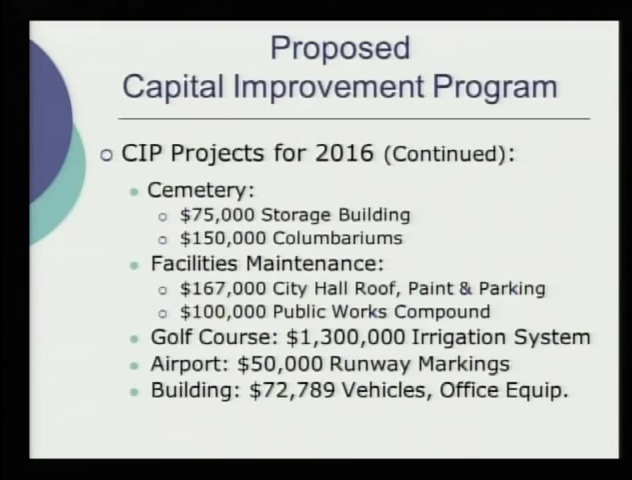 Proposed
Capital Improvement Program
CIP Projects for 2016 (Continued):
Cemetery:
$75,000 Storage Building
$150,000 Columbariums
Facilities Maintenance:
$167,000 City Hall Roof, Paint & Parking
$100,000 Public Works Compound
Golf Course: $1,300,000 Irrigation System
Airport: $50,000 Runway Markings
Building: $72,789 Vehicles, Office Equip.